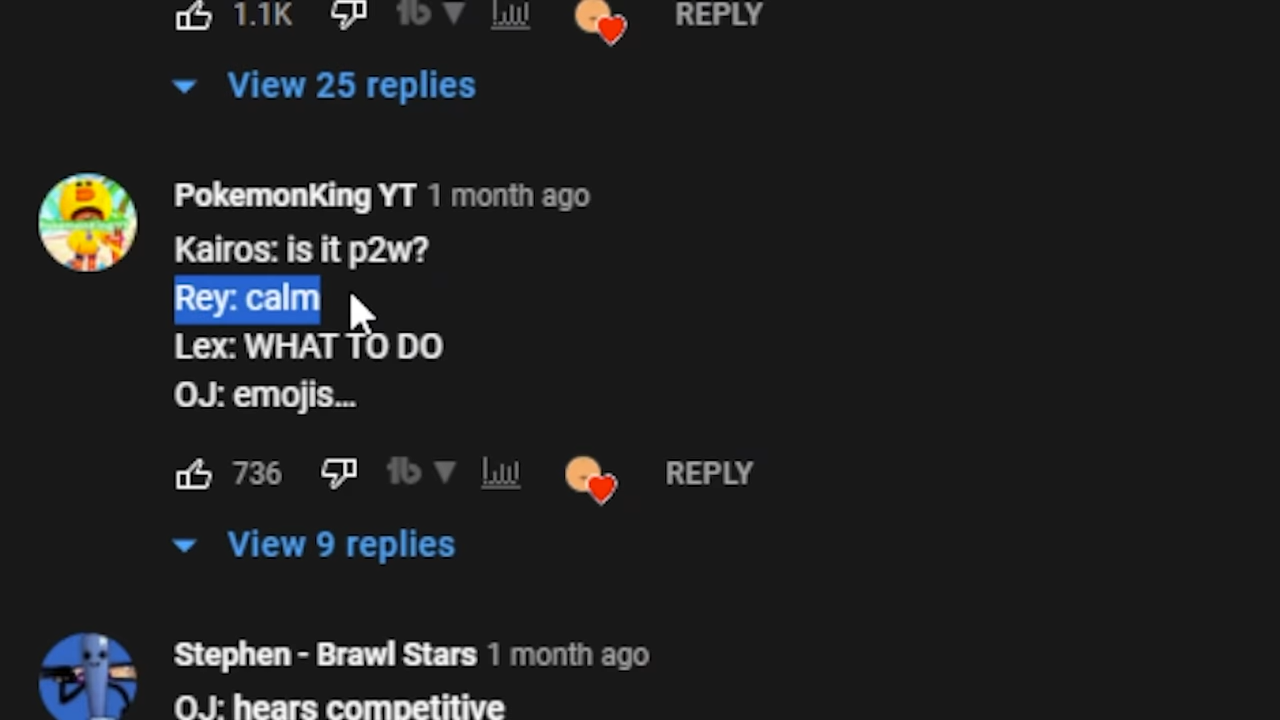 1.1K REPLY
View 25 replies
PokemonKing YT 1 month ago
Kairos: is it p2w?
Rey: calm
Lex: WHAT TO DO
OJ: emojis...
736 REPLY
View 9 replies
Stephen - Brawl Stars 1 month ago
OJ: hears competitive